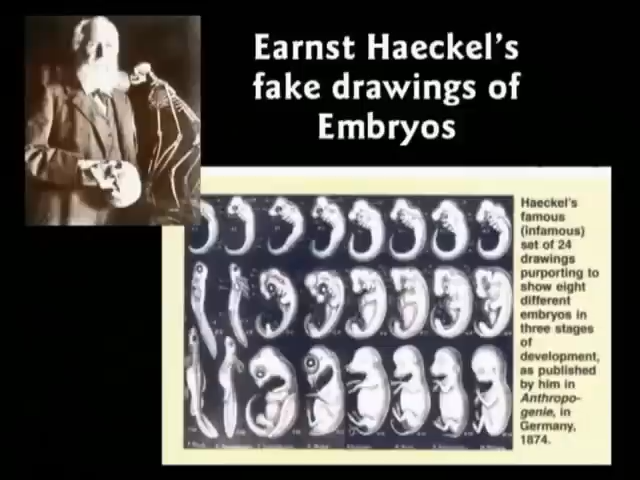 Earnst Haeckel's
fake drawings of
Embryos
Haeckel's
famous
(infamous)
set of 24
drawings
purporting to
show eight
different
embryos in
three stages
of
development,
as published
by him in
Anthropo-
genie, in
Germany,
1874.